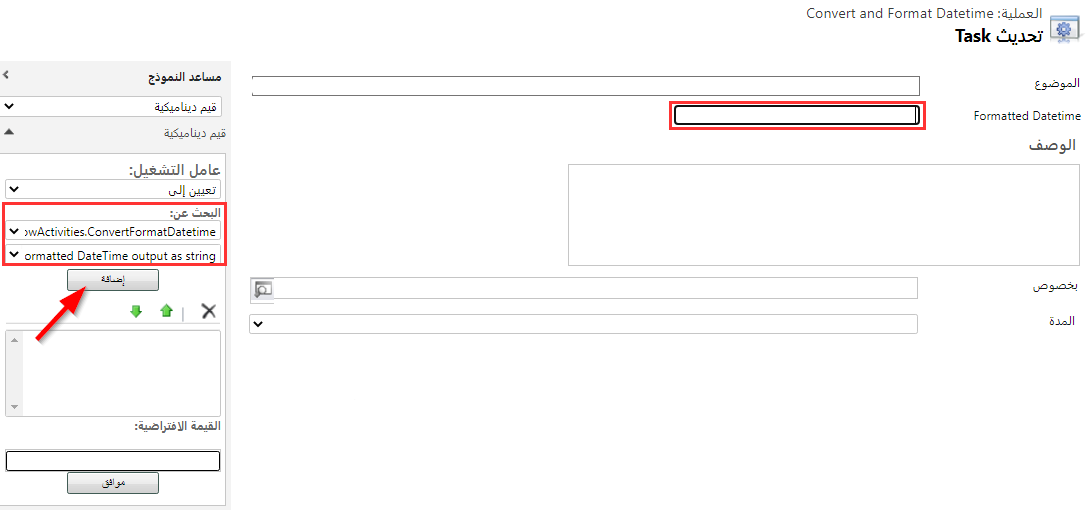 العملية: Convert and Format Datetime
تحديث Task
الموضوع
Formatted Datetime
الوصف
بخصوص
المدة
مساعد النموذج
قيم ديناميكية
قيم ديناميكية
عامل التشغيل:
تعيين إلى
البحث عن:
owActivities.ConvertFormatDatetime
ormatted DateTime output as string
إضافة
القيمة الافتراضية:
موافق